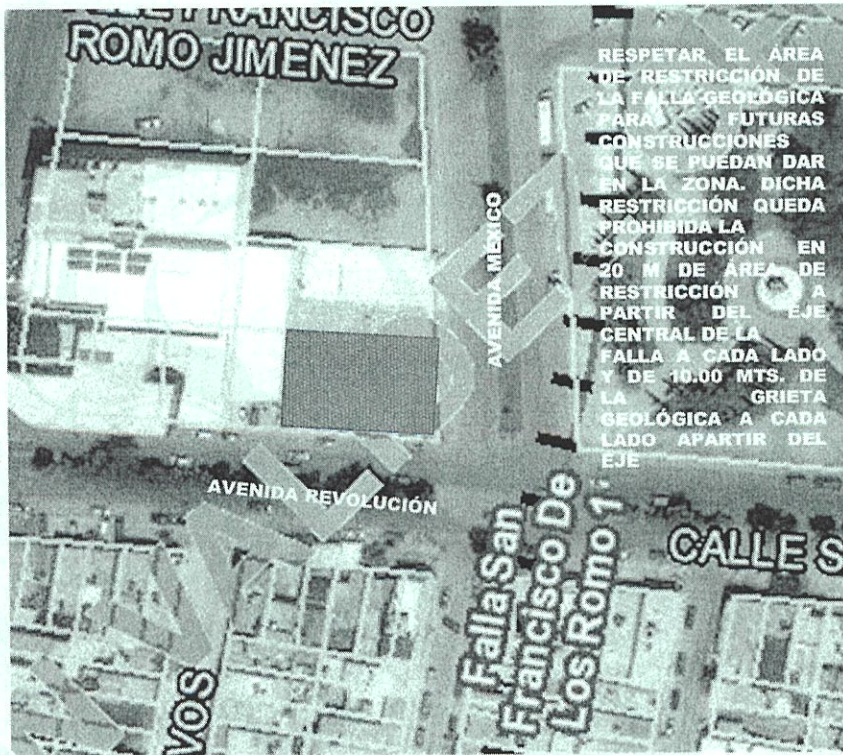 FRANCISCO
ROMO JIMENEZ
RESPETAR EL ÁREA
DE RESTRICCIÓN DE
LA FALLA GEOLÓGICA
PARA FUTURAS
CONSTRUCCIONES
QUE SE PUEDAN DAR
EN LA ZONA. DICHA
RESTRICCIÓN QUEDA
PROHIBIDA LA
CONSTRUCCIÓN EN
20 M DE ÁREA DE
RESTRICCIÓN A
PARTIR DEL EJE
CENTRAL DE LA
FALLA A CADA LADO
Y DE 10.00 MTS. DE
LA GRIETA
GEOLÓGICA A CADA
LADO APARTIR DEL
EJE
AVENIDA MÉXICO
AVENIDA REVOLUCIÓN
Falla San
Francisco De
Los Romo 1
CALLE S
VOS